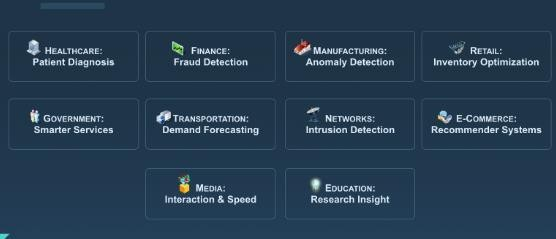 HEALTHCARE:
Patient Diagnosis
FINANCE:
Fraud Detection
MANUFACTURING:
Anomaly Detection
RETAIL:
Inventory Optimization
GOVERNMENT:
Smarter Services
TRANSPORTATION:
Demand Forecasting
NETWORKS:
Intrusion Detection
E-COMMERCE:
Recommender Systems
MEDIA:
Interaction & Speed
EDUCATION:
Research Insight